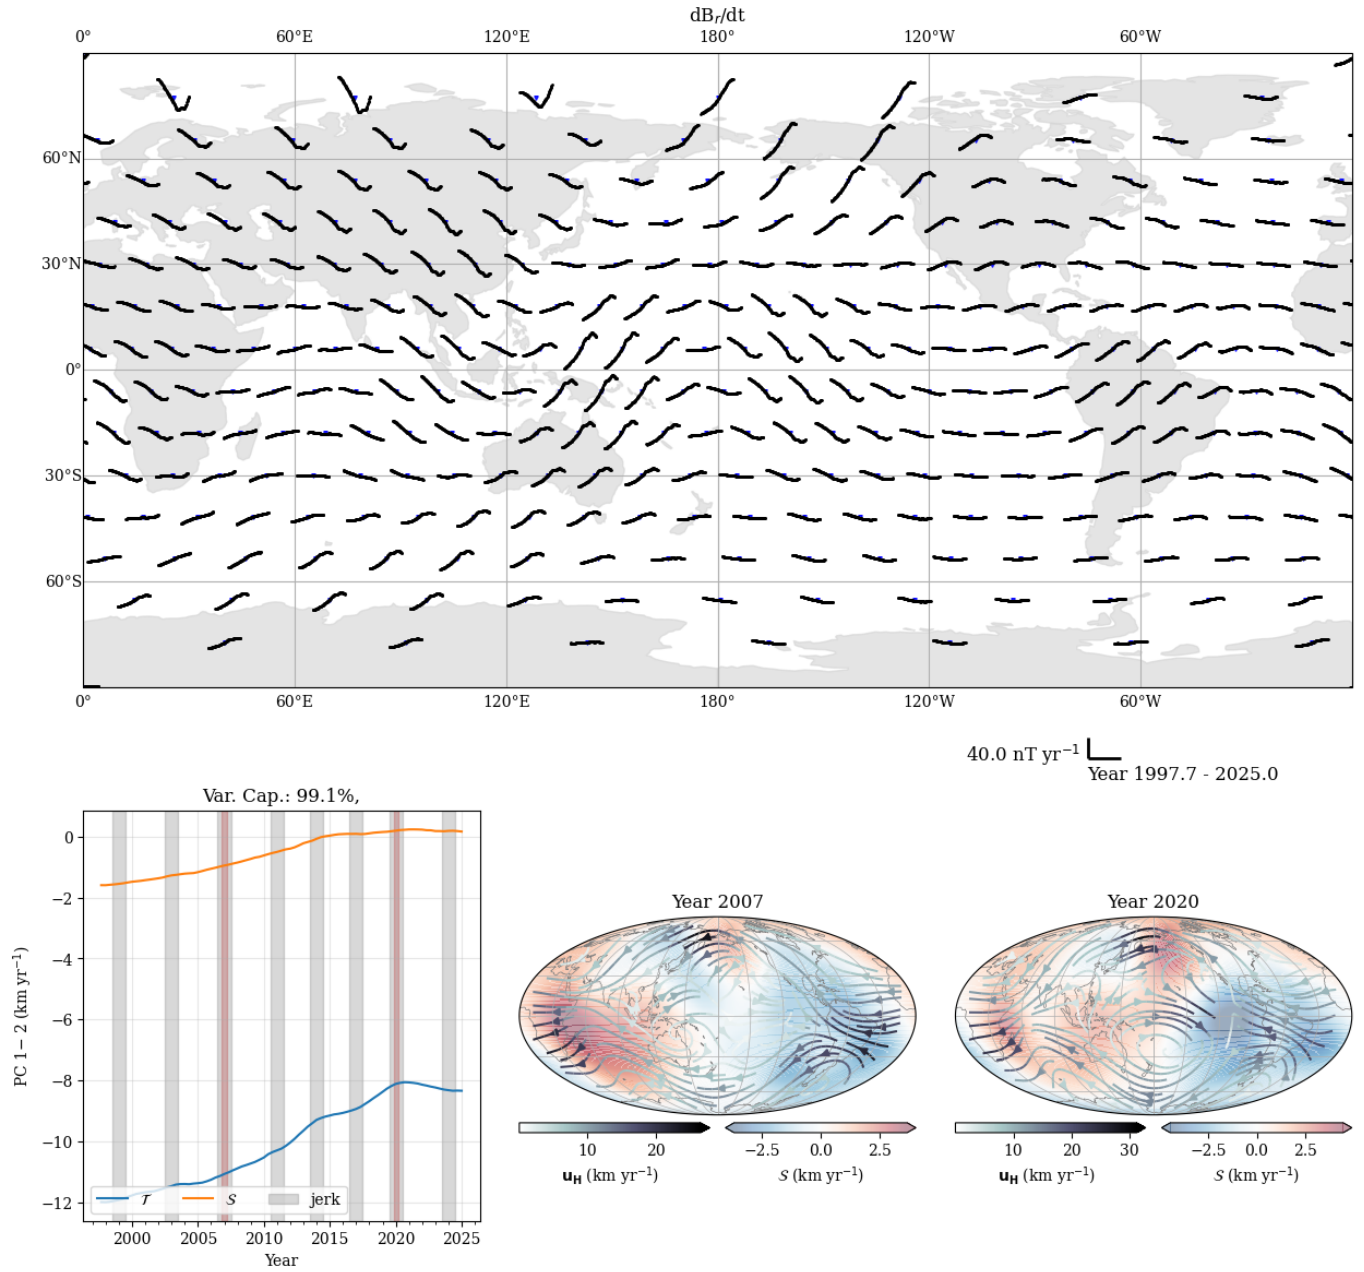 dBᵣ/dt
0° 60°E 120°E 180° 120°W 60°W
60°N
30°N
0°
30°S
60°S
0° 60°E 120°E 180° 120°W 60°W
40.0 nT yr⁻¹
Year 1997.7 - 2025.0
Var. Cap.: 99.1%,
PC 1 − 2 (km yr⁻¹)
0
−2
−4
−6
−8
−10
−12
𝒯 𝒮 jerk
2000 2005 2010 2015 2020 2025
Year
Year 2007
10 20
u_H (km yr⁻¹)
−2.5 0.0 2.5
𝒮 (km yr⁻¹)
Year 2020
10 20 30
u_H (km yr⁻¹)
−2.5 0.0 2.5
𝒮 (km yr⁻¹)